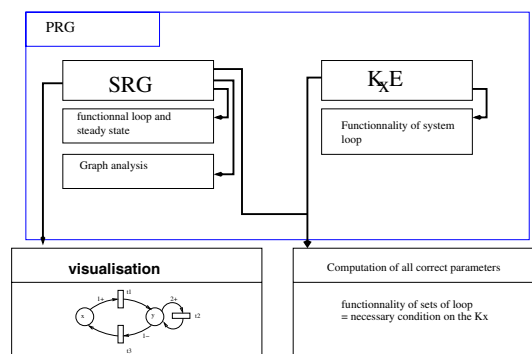 PRG
SRG
KxE
functionnal loop and
steady state
Functionnality of system
loop
Graph analysis
visualisation
1+
t1
2+
x
y
t2
1-
t3
Computation of all correct parameters
functionnality of sets of loop
= necessary condition on the Kx